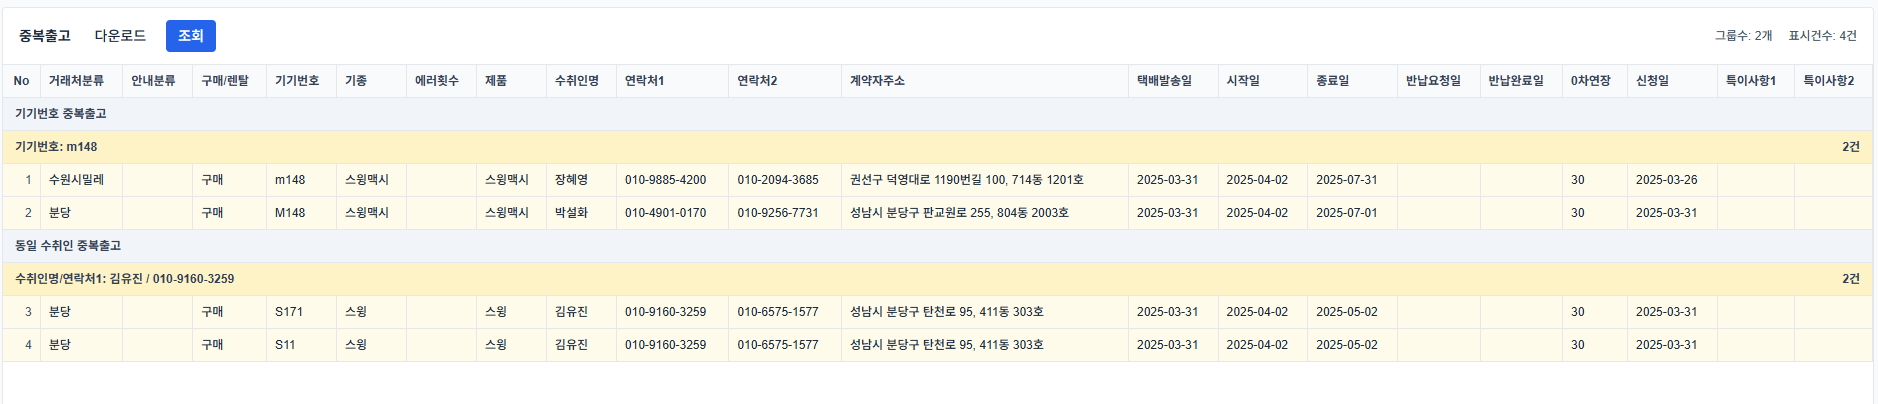 중복출고 다운로드 조회 그룹수: 2개 표시건수: 4건
No 거래처분류 안내분류 구매/렌탈 기기번호 기종 에러횟수 제품 수취인명 연락처1 연락처2 계약자주소 택배발송일 시작일 종료일 반납요청일 반납완료일 0차연장 신청일 특이사항1 특이사항2
기기번호 중복출고
기기번호: m148 2건
1 수원시밀레 구매 m148 스윙맥시 스윙맥시 장혜영 010-9885-4200 010-2094-3685 권선구 덕영대로 1190번길 100, 714동 1201호 2025-03-31 2025-04-02 2025-07-31 30 2025-03-26
2 분당 구매 M148 스윙맥시 스윙맥시 박설화 010-4901-0170 010-9256-7731 성남시 분당구 판교원로 255, 804동 2003호 2025-03-31 2025-04-02 2025-07-01 30 2025-03-31
동일 수취인 중복출고
수취인명/연락처1: 김유진 / 010-9160-3259 2건
3 분당 구매 S171 스윙 스윙 김유진 010-9160-3259 010-6575-1577 성남시 분당구 탄천로 95, 411동 303호 2025-03-31 2025-04-02 2025-05-02 30 2025-03-31
4 분당 구매 S11 스윙 스윙 김유진 010-9160-3259 010-6575-1577 성남시 분당구 탄천로 95, 411동 303호 2025-03-31 2025-04-02 2025-05-02 30 2025-03-31